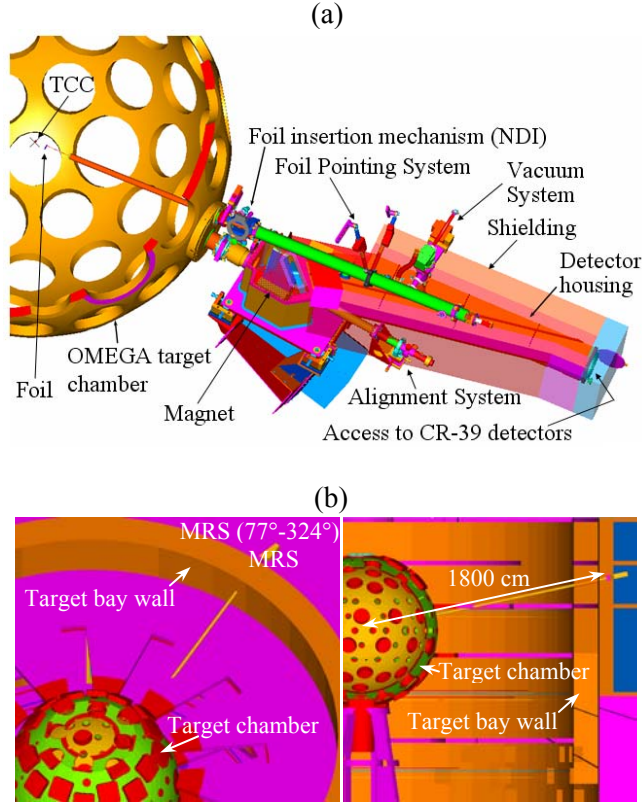 (a)
TCC
Foil insertion mechanism (NDI)
Foil Pointing System
Vacuum
System
Shielding
Detector
housing
OMEGA target
chamber
Foil
Magnet
Alignment System
Access to CR-39 detectors
(b)
MRS (77°-324°)
MRS
Target bay wall
Target chamber
1800 cm
Target chamber
Target bay wall